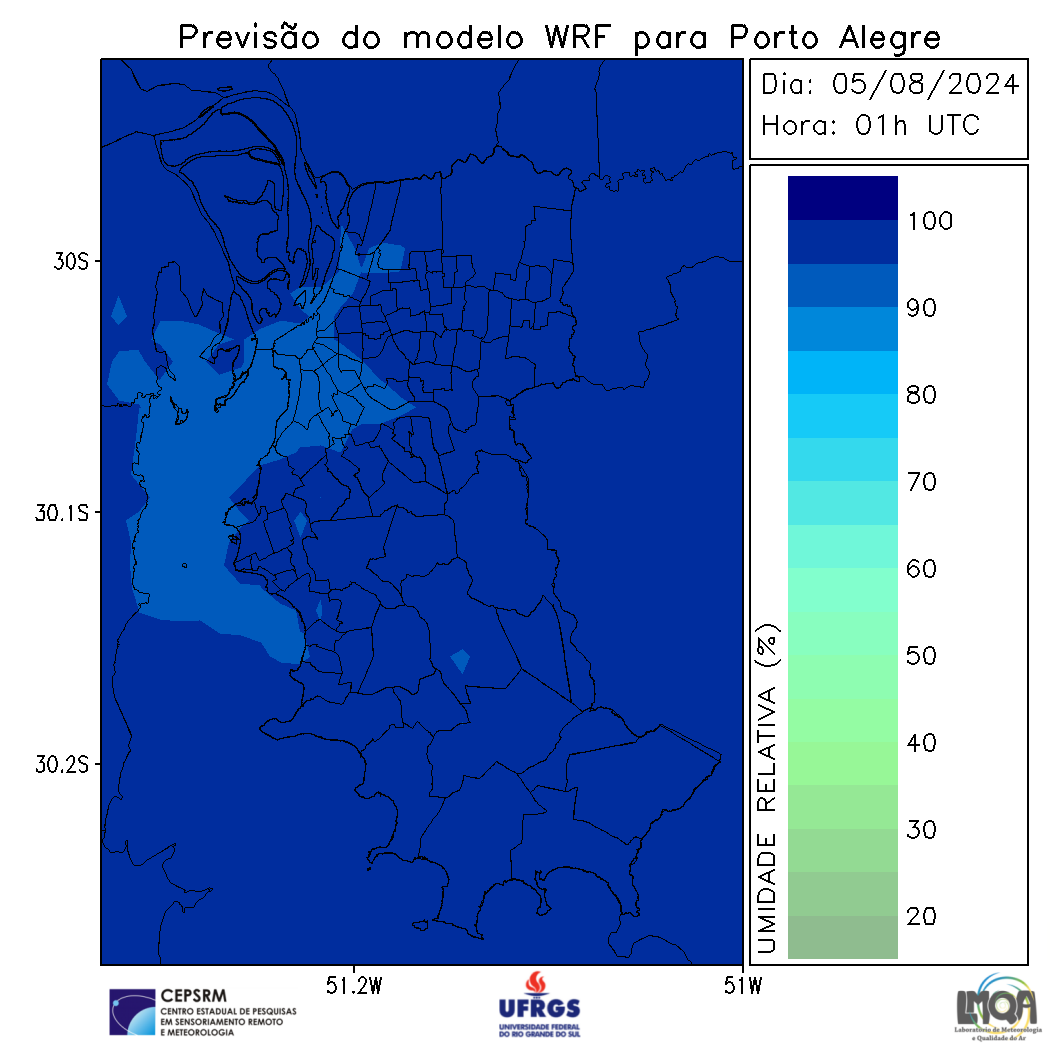 Previsão do modelo WRF para Porto Alegre
Dia: 05/08/2024
Hora: 01h UTC
100
90
80
70
60
50
40
30
20
UMIDADE RELATIVA (%)
30S
30.1S
30.2S
51.2W
51W
CEPSRM
CENTRO ESTADUAL DE PESQUISAS
EM SENSORIAMENTO REMOTO
E METEOROLOGIA
UFRGS
UNIVERSIDADE FEDERAL
DO RIO GRANDE DO SUL
LMQA
Laboratório de Meteorologia
e Qualidade do Ar